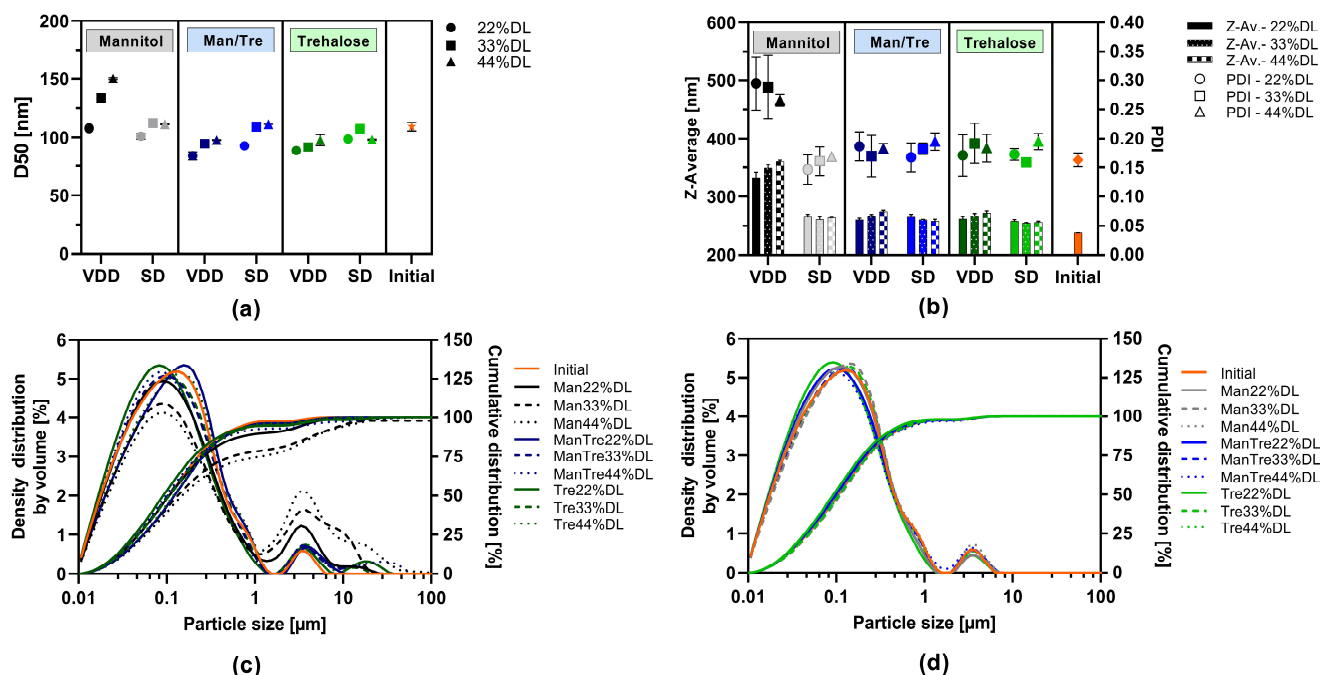 200
150
100
50
0
D50 [nm]
Mannitol
Man/Tre
Trehalose
22%DL
33%DL
44%DL
VDD SD VDD SD VDD SD Initial
(a)
600
500
400
300
200
Z-Average [nm]
Mannitol
Man/Tre
Trehalose
0.40
0.35
0.30
0.25
0.20
0.15
0.10
0.05
0.00
PDI
Z-Av.- 22%DL
Z-Av.- 33%DL
Z-Av.- 44%DL
PDI - 22%DL
PDI - 33%DL
PDI - 44%DL
VDD SD VDD SD VDD SD Initial
(b)
6
5
4
3
2
1
0
Density distribution
by volume [%]
150
125
100
75
50
25
0
Cumulative distribution [%]
0.01 0.1 1 10 100
Particle size [µm]
Initial
Man22%DL
Man33%DL
Man44%DL
ManTre22%DL
ManTre33%DL
ManTre44%DL
Tre22%DL
Tre33%DL
Tre44%DL
(c)
6
5
4
3
2
1
0
Density distribution
by volume [%]
150
125
100
75
50
25
0
Cumulative distribution [%]
0.01 0.1 1 10 100
Particle size [µm]
Initial
Man22%DL
Man33%DL
Man44%DL
ManTre22%DL
ManTre33%DL
ManTre44%DL
Tre22%DL
Tre33%DL
Tre44%DL
(d)